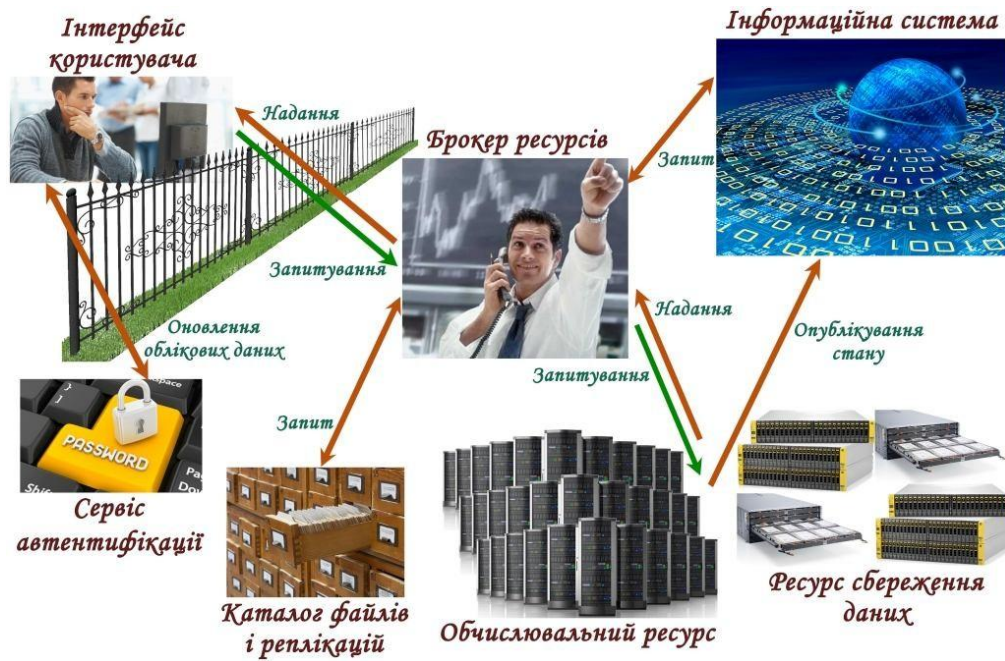 Інтерфейс
користувача
Інформаційна система
Надання
Брокер ресурсів
Запит
Запитування
Оновлення
облікових даних
Надання
Опублікування
стану
Запитування
Запит
PASSWORD
Shift
Сервіс
автентифікації
Каталог файлів
і реплікацій
Обчислювальний ресурс
Ресурс сбереження
даних